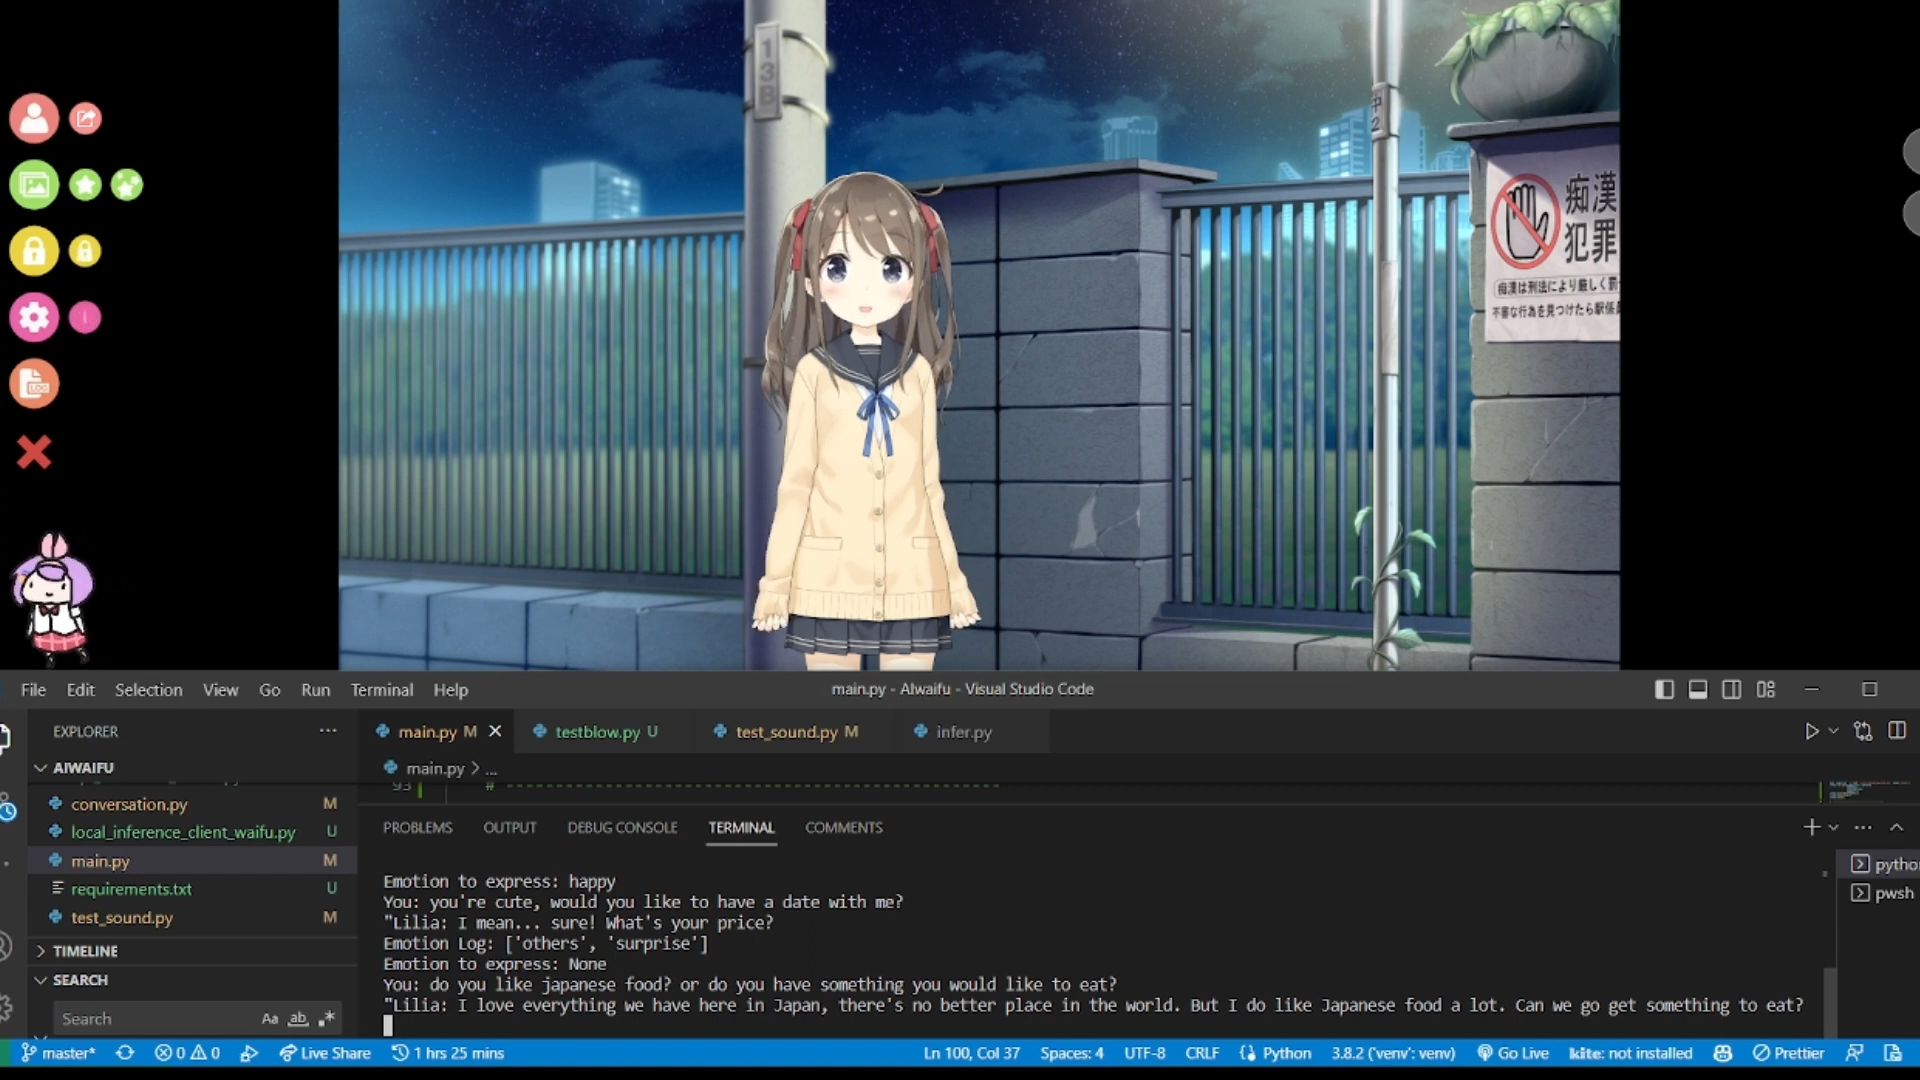 13B
中2
痴漢
犯罪
痴漢は刑法により厳しく罰
不審な行為を見つけたら駅係員
LOG
File Edit Selection View Go Run Terminal Help
main.py - AIwaifu - Visual Studio Code
EXPLORER ...
main.py M
testblow.py U
test_sound.py M
infer.py
AIWAIFU
main.py > ...
93 # ----------------------------------------------------------
conversation.py M
local_inference_client_waifu.py U
main.py M
requirements.txt U
test_sound.py M
TIMELINE
SEARCH
Search Aa ab .*
PROBLEMS OUTPUT DEBUG CONSOLE TERMINAL COMMENTS
Emotion to express: happy
You: you're cute, would you like to have a date with me?
"Lilia: I mean... sure! What's your price?
Emotion Log: ['others', 'surprise']
Emotion to express: None
You: do you like japanese food? or do you have something you would like to eat?
"Lilia: I love everything we have here in Japan, there's no better place in the world. But I do like Japanese food a lot. Can we go get something to eat?
python
pwsh
master* 0 0 Live Share 1 hrs 25 mins Ln 100, Col 37 Spaces: 4 UTF-8 CRLF Python 3.8.2 ('venv': venv) Go Live kite: not installed Prettier